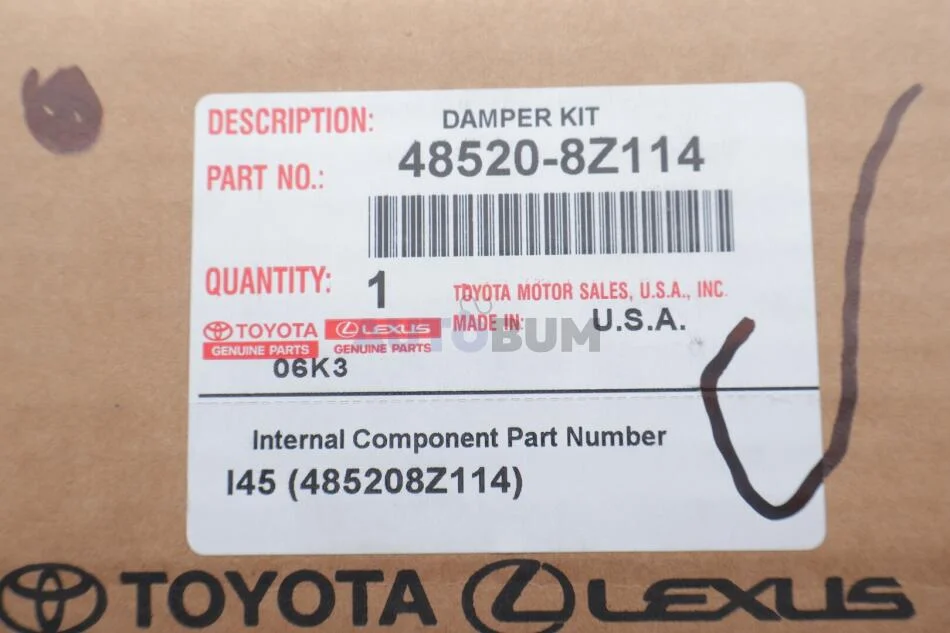 DESCRIPTION: DAMPER KIT
PART NO.: 48520-8Z114
QUANTITY: 1
TOYOTA MOTOR SALES, U.S.A., INC.
MADE IN: U.S.A.
TOYOTA LEXUS
GENUINE PARTS GENUINE PARTS
AUTOBUM
06K3
Internal Component Part Number
I45 (485208Z114)
TOYOTA LEXUS